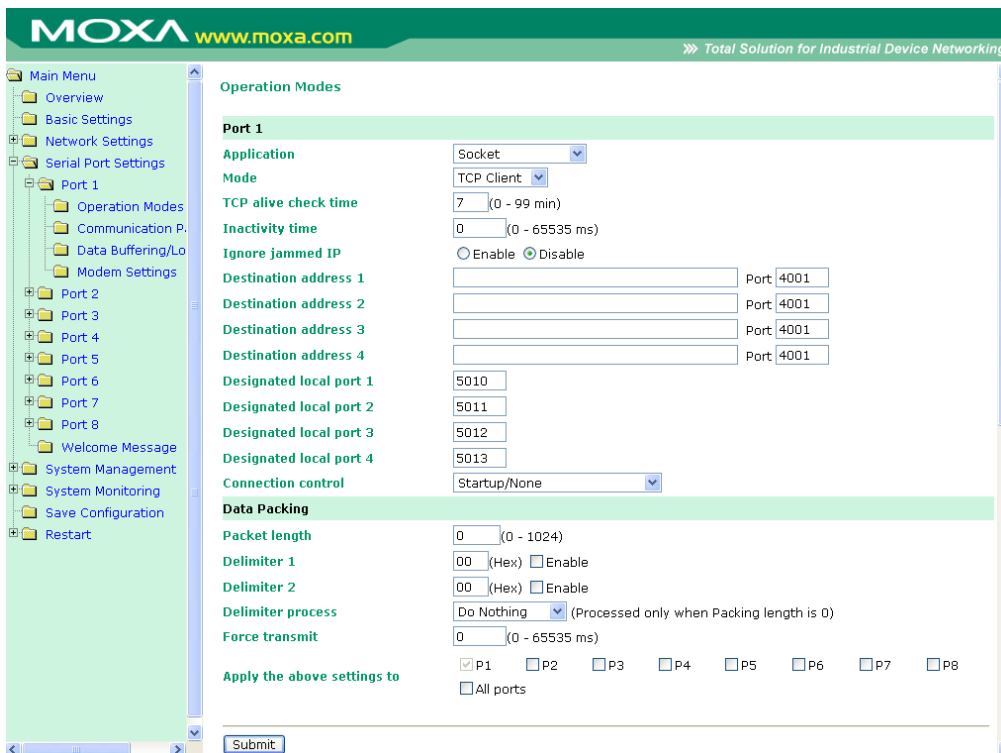 MOXA www.moxa.com
Total Solution for Industrial Device Networking
Main Menu
Overview
Basic Settings
Network Settings
Serial Port Settings
Port 1
Operation Modes
Communication P
Data Buffering/Lo
Modem Settings
Port 2
Port 3
Port 4
Port 5
Port 6
Port 7
Port 8
Welcome Message
System Management
System Monitoring
Save Configuration
Restart
Operation Modes
Port 1
Application Socket
Mode TCP Client
TCP alive check time 7 (0 - 99 min)
Inactivity time 0 (0 - 65535 ms)
Ignore jammed IP Enable Disable
Destination address 1 Port 4001
Destination address 2 Port 4001
Destination address 3 Port 4001
Destination address 4 Port 4001
Designated local port 1 5010
Designated local port 2 5011
Designated local port 3 5012
Designated local port 4 5013
Connection control Startup/None
Data Packing
Packet length 0 (0 - 1024)
Delimiter 1 00 (Hex) Enable
Delimiter 2 00 (Hex) Enable
Delimiter process Do Nothing (Processed only when Packing length is 0)
Force transmit 0 (0 - 65535 ms)
Apply the above settings to P1 P2 P3 P4 P5 P6 P7 P8
All ports
Submit